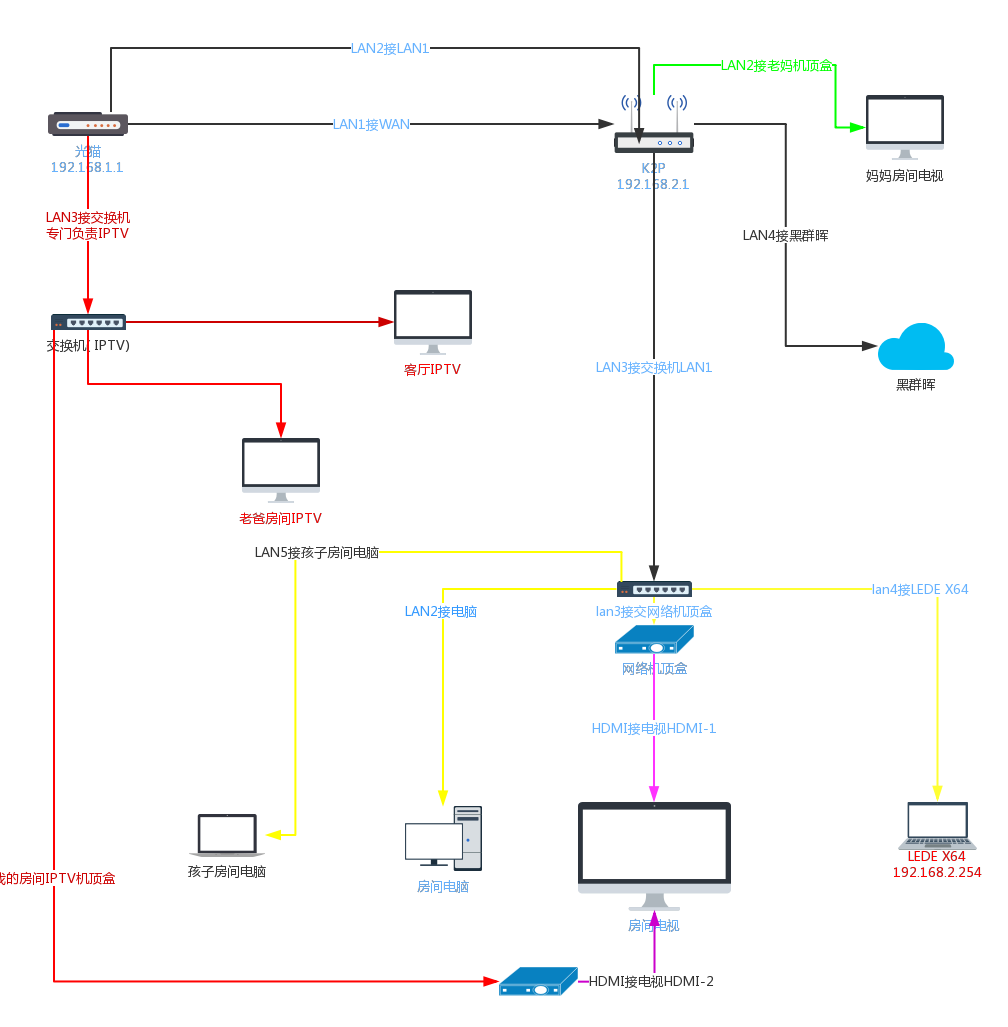 LAN2接LAN1
LAN2接老妈机顶盒
LAN1接WAN
光猫
192.168.1.1
K2P
192.168.2.1
妈妈房间电视
LAN3接交换机
专门负责IPTV
LAN4接黑群晖
交换机( IPTV)
客厅IPTV
LAN3接交换机LAN1
黑群晖
老爸房间IPTV
LAN5接孩子房间电脑
lan4接LEDE X64
LAN2接电脑
lan3接交网络机顶盒
网络机顶盒
HDMI接电视HDMI-1
孩子房间电脑
的房间IPTV机顶盒
房间电脑
LEDE X64
192.168.2.254
房间电视
HDMI接电视HDMI-2